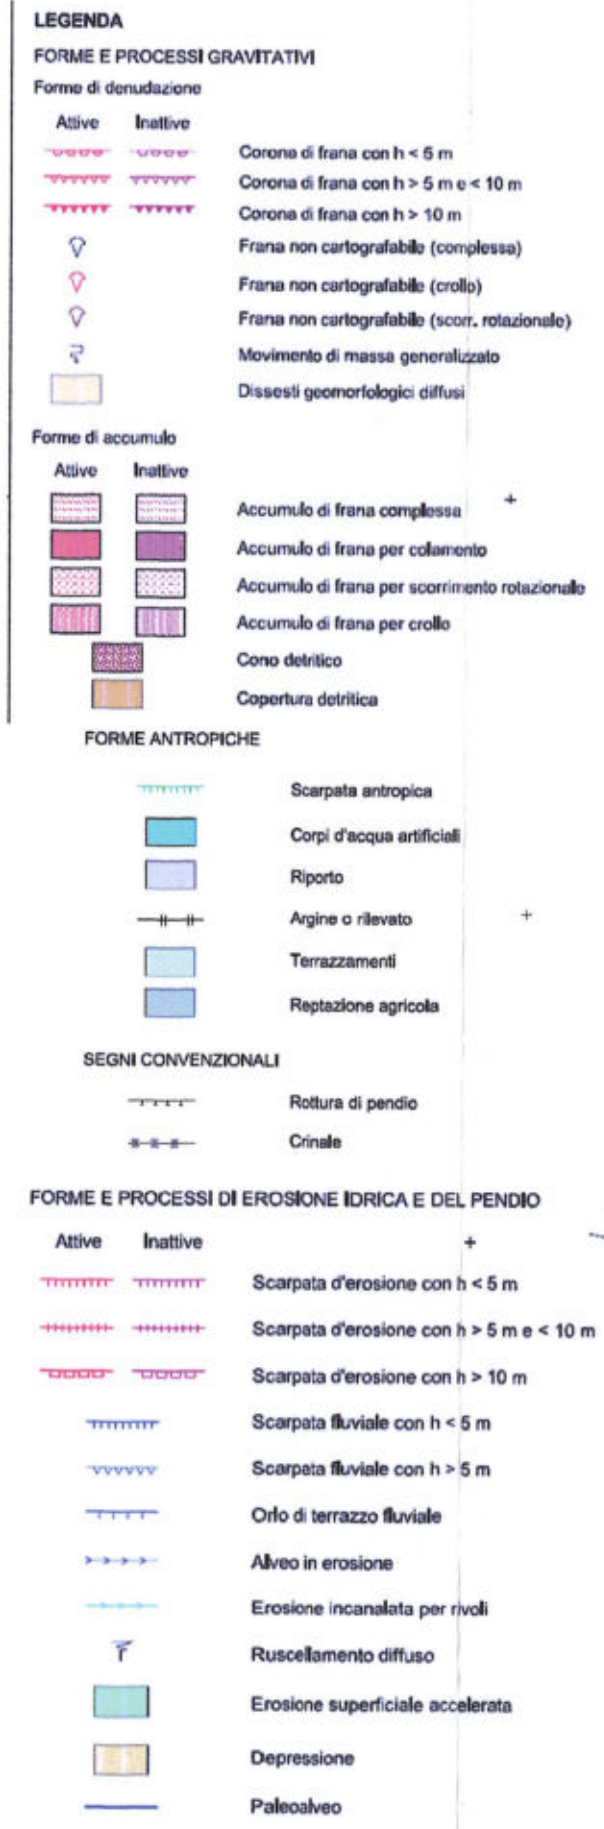 LEGENDA
FORME E PROCESSI GRAVITATIVI
Forme di denudazione
Attive Inattive
Corona di frana con h < 5 m
Corona di frana con h > 5 m e < 10 m
Corona di frana con h > 10 m
Frana non cartografabile (complessa)
Frana non cartografabile (crollo)
Frana non cartografabile (scorr. rotazionale)
Movimento di massa generalizzato
Dissesti geomorfologici diffusi
Forme di accumulo
Attive Inattive
Accumulo di frana complessa
Accumulo di frana per colamento
Accumulo di frana per scorrimento rotazionale
Accumulo di frana per crollo
Cono detritico
Copertura detritica
FORME ANTROPICHE
Scarpata antropica
Corpi d'acqua artificiali
Riporto
Argine o rilevato
Terrazzamenti
Reptazione agricola
SEGNI CONVENZIONALI
Rottura di pendio
Crinale
FORME E PROCESSI DI EROSIONE IDRICA E DEL PENDIO
Attive Inattive
Scarpata d'erosione con h < 5 m
Scarpata d'erosione con h > 5 m e < 10 m
Scarpata d'erosione con h > 10 m
Scarpata fluviale con h < 5 m
Scarpata fluviale con h > 5 m
Orlo di terrazzo fluviale
Alveo in erosione
Erosione incanalata per rivoli
Ruscellamento diffuso
Erosione superficiale accelerata
Depressione
Paleoalveo